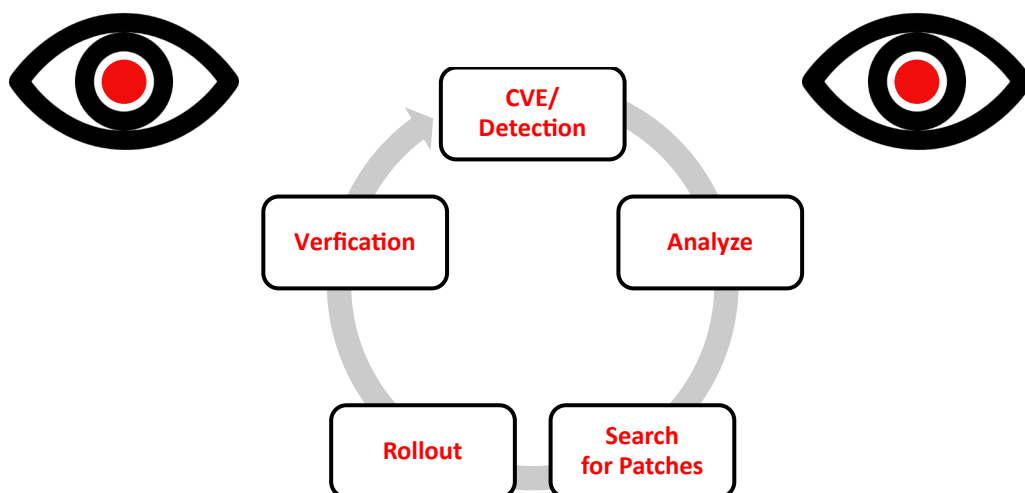 CVE/
Detection
Verfication
Analyze
Rollout
Search
for Patches